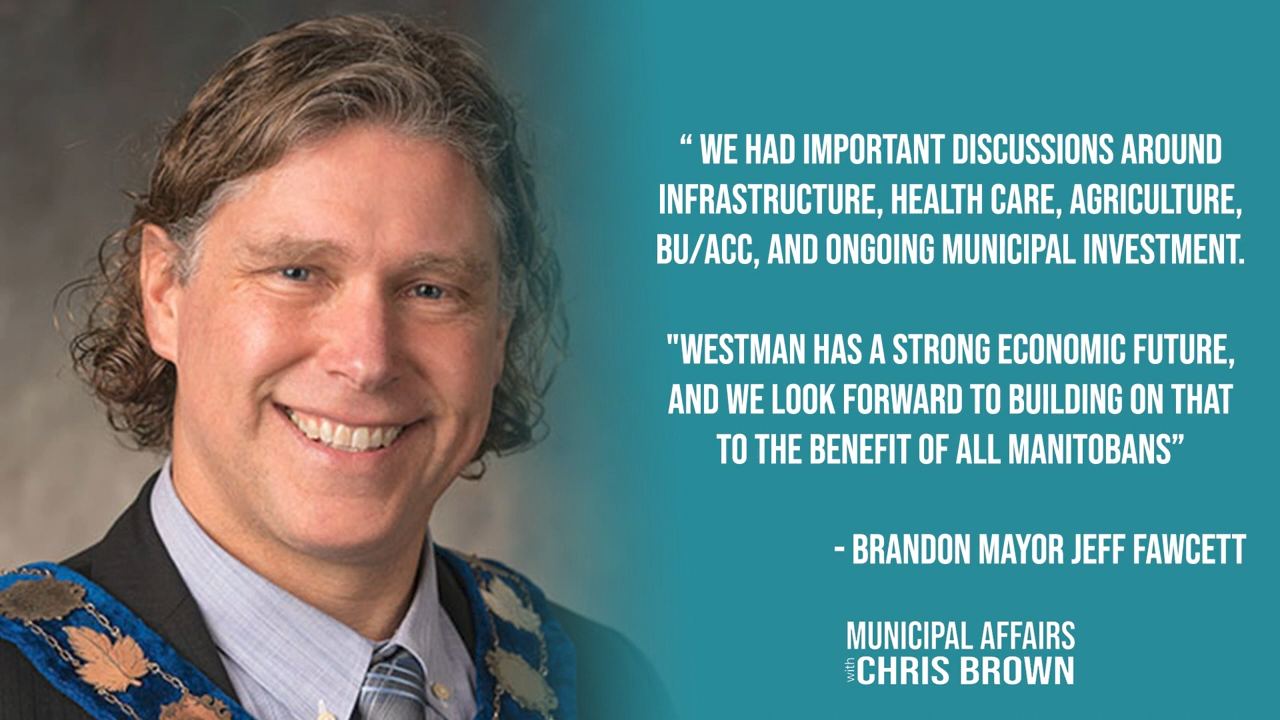 “ WE HAD IMPORTANT DISCUSSIONS AROUND
INFRASTRUCTURE, HEALTH CARE, AGRICULTURE,
BU/ACC, AND ONGOING MUNICIPAL INVESTMENT.
"WESTMAN HAS A STRONG ECONOMIC FUTURE,
AND WE LOOK FORWARD TO BUILDING ON THAT
TO THE BENEFIT OF ALL MANITOBANS”
- BRANDON MAYOR JEFF FAWCETT
MUNICIPAL AFFAIRS
with CHRIS BROWN